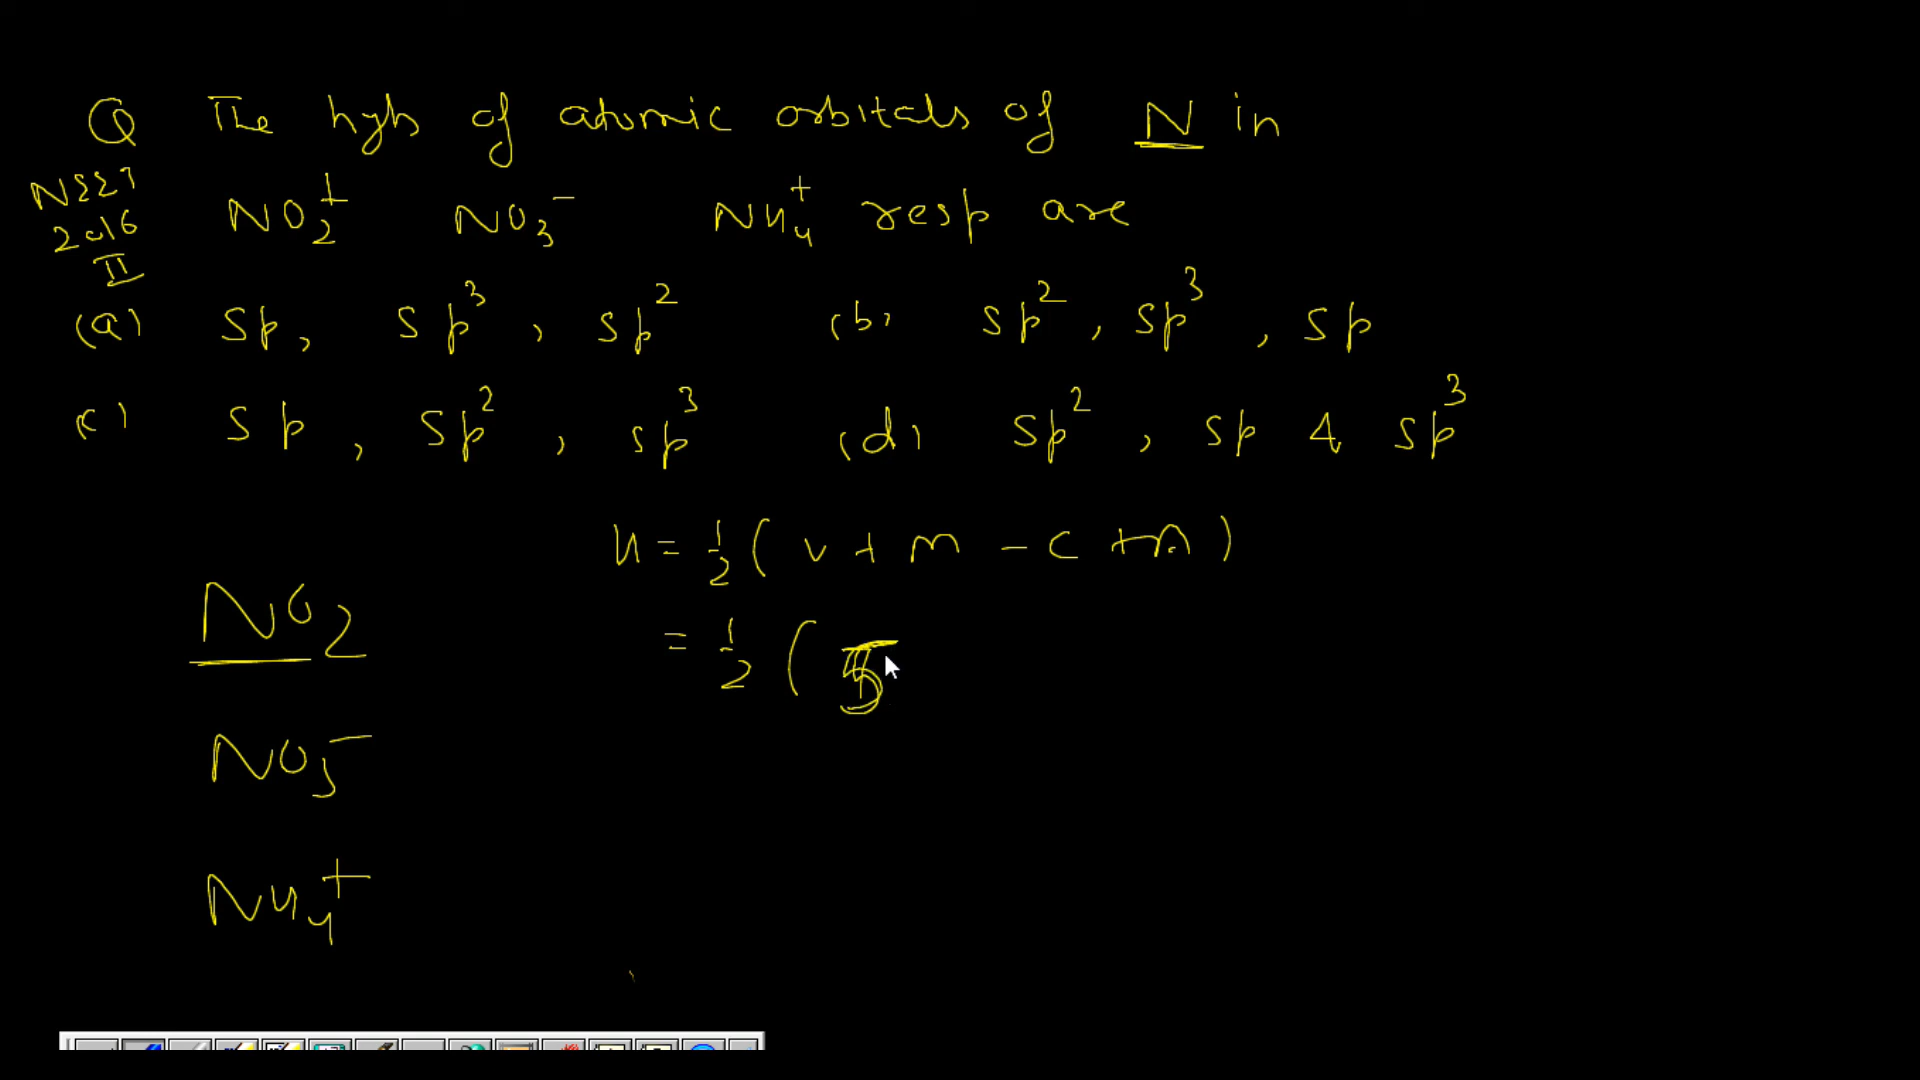 Q The hyb of atomic orbitals of N in
NO2+ NO3- NH4+ resp are
2016
II
(a) sp, sp3, sp2 (b) sp2, sp3, sp
(c) sp, sp2, sp3 (d) sp2, sp & sp3
H = 1/2 ( V + M - C + A )
= 1/2 ( 5
NO2
NO3-
NH4+